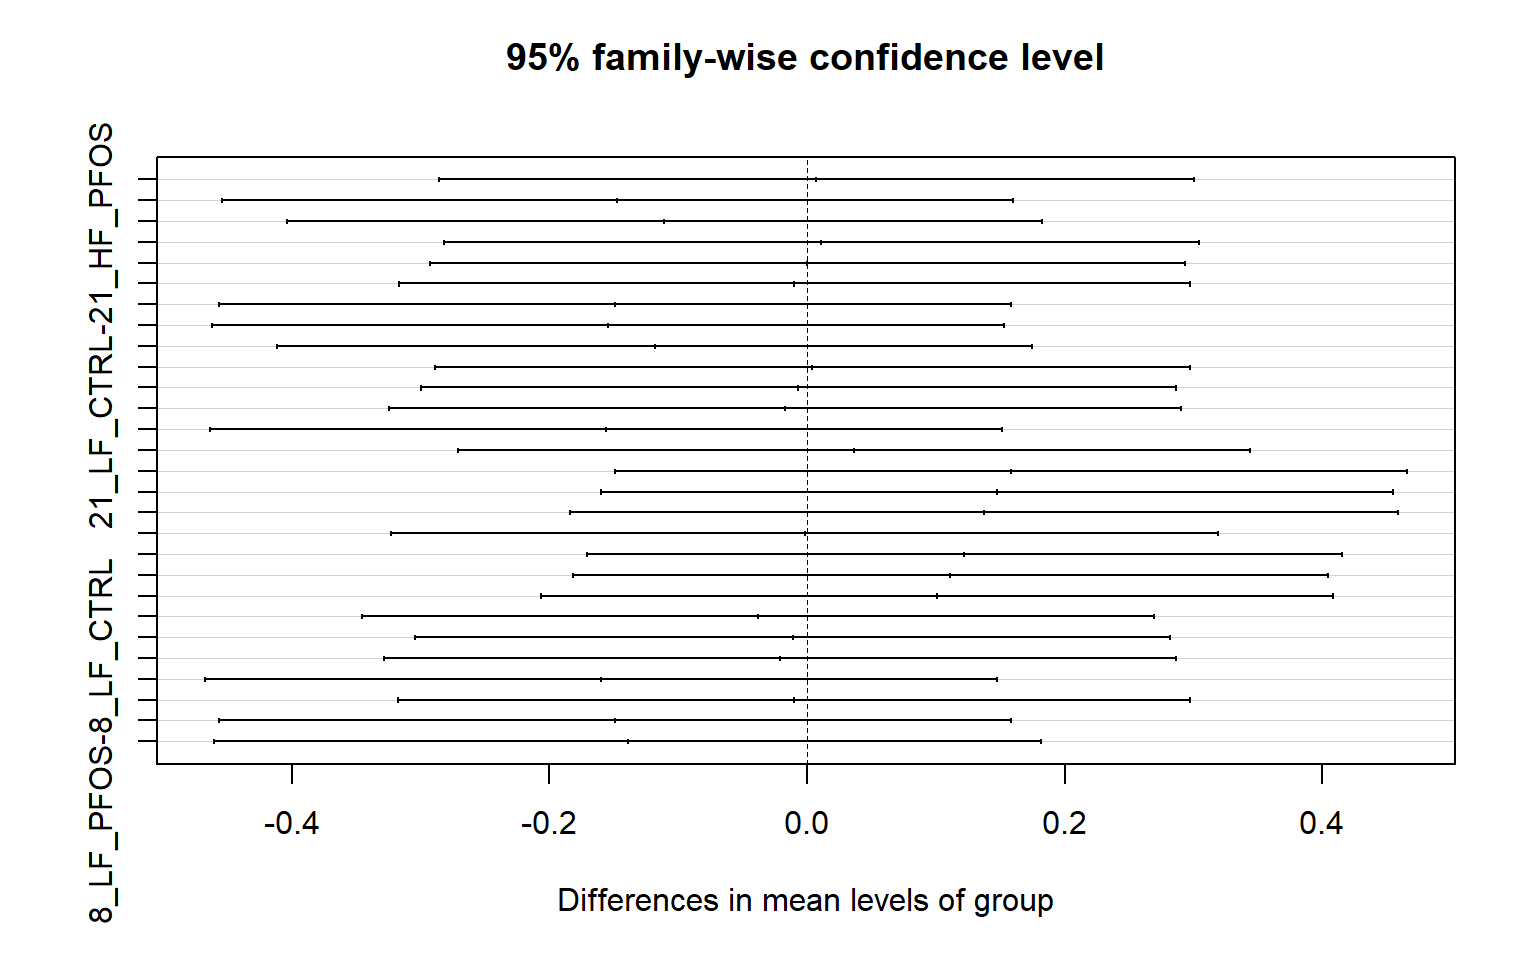 95% family-wise confidence level
21_LF_CTRL-21_HF_PFOS
8_LF_PFOS-8_LF_CTRL
-0.4 -0.2 0.0 0.2 0.4
Differences in mean levels of group